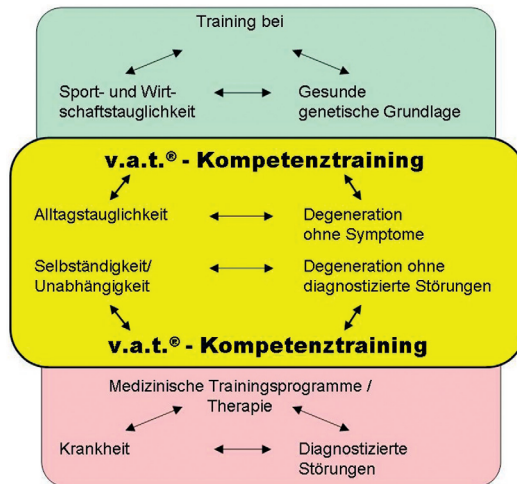 Training bei
Sport- und Wirt-
schaftstauglichkeit
Gesunde
genetische Grundlage
v.a.t.® - Kompetenztraining
Alltagstauglichkeit
Degeneration
ohne Symptome
Selbständigkeit/
Unabhängigkeit
Degeneration ohne
diagnostizierte Störungen
v.a.t.® - Kompetenztraining
Medizinische Trainingsprogramme /
Therapie
Krankheit
Diagnostizierte
Störungen